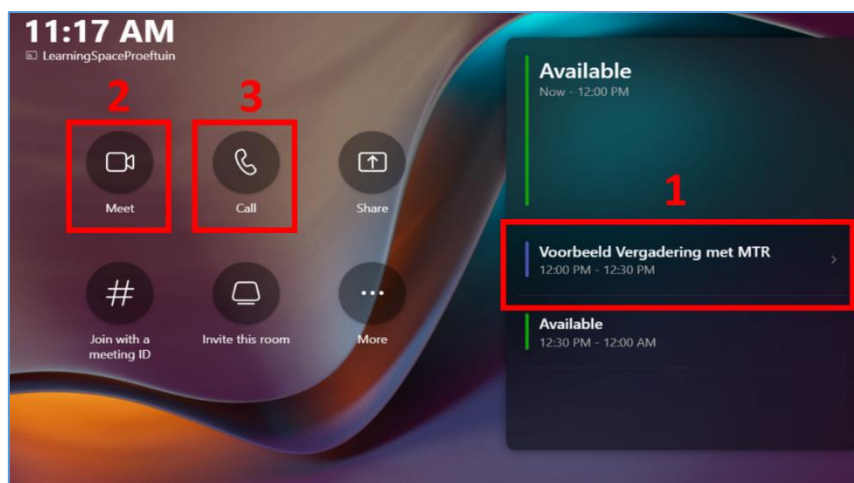 11:17 AM
LearningSpaceProeftuin
2
3
Meet
Call
Share
#
Join with a
meeting ID
Invite this room
More
Available
Now - 12:00 PM
1
Voorbeeld Vergadering met MTR
12:00 PM - 12:30 PM
Available
12:30 PM - 12:00 AM